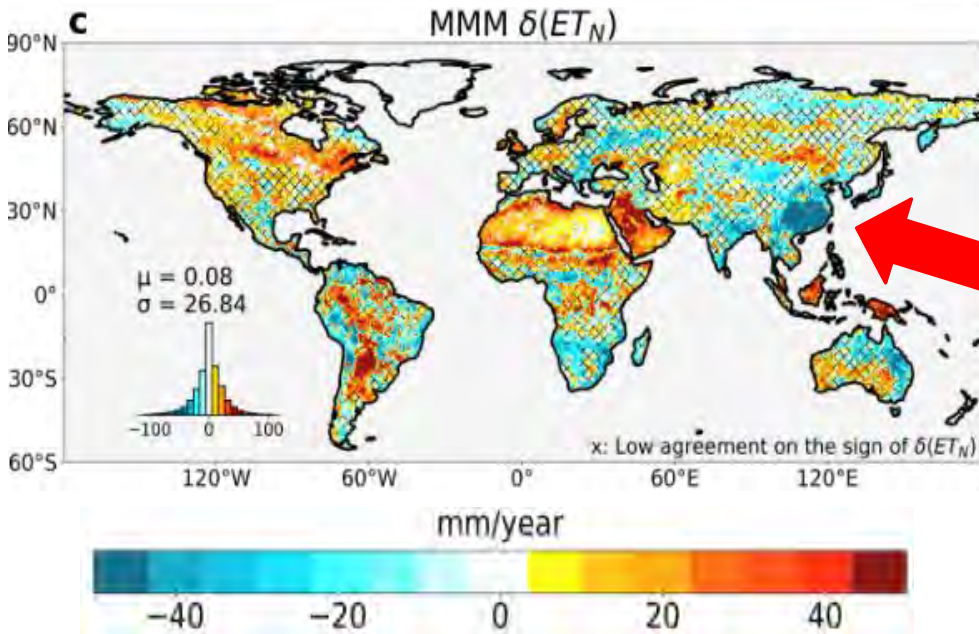 c MMM δ(ET_N)
90°N
60°N
30°N
0°
30°S
60°S
μ = 0.08
σ = 26.84
−100 0 100
x: Low agreement on the sign of δ(ET_N)
120°W 60°W 0° 60°E 120°E
mm/year
−40 −20 0 20 40